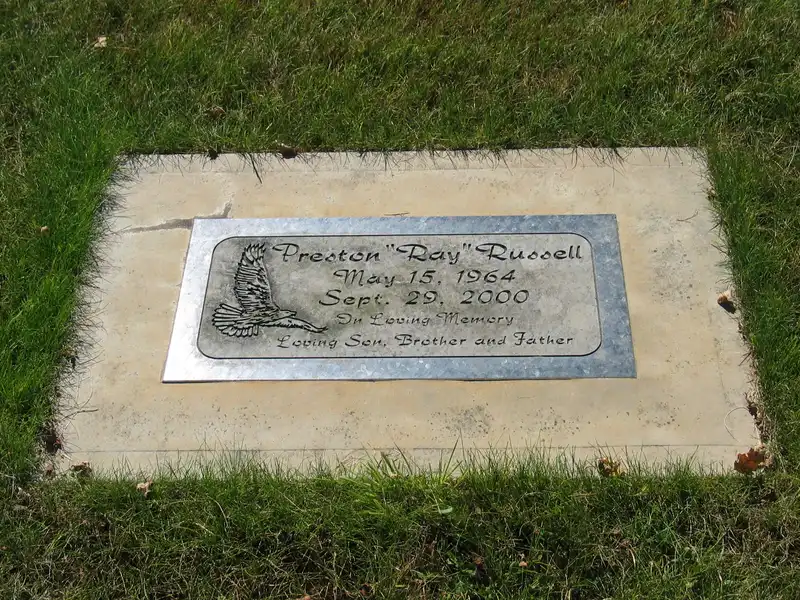 Preston "Ray" Russell
May 15, 1964
Sept. 29, 2000
In Loving Memory
Loving Son, Brother and Father